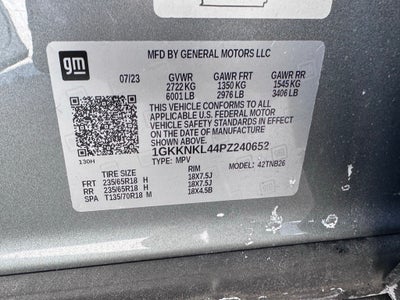 gm
MFD BY GENERAL MOTORS LLC
07/23 GVWR GAWR FRT GAWR RR
2722 KG 1350 KG 1545 KG
6001 LB 2976 LB 3406 LB
THIS VEHICLE CONFORMS TO ALL
APPLICABLE U.S. FEDERAL MOTOR
VEHICLE SAFETY STANDARDS IN
EFFECT ON THE DATE OF MANUFACTURE
SHOWN ABOVE.
1GKKNKL44PZ240652
130H TYPE: MPV MODEL: 42TNB26
TIRE SIZE RIM
FRT 235/65R18 H 18X7.5J
RR 235/65R18 H 18X7.5J
SPA T135/70R18 M 18X4.5B